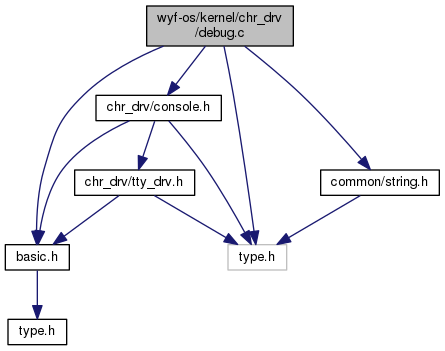 wyf-os/kernel/chr_drv
/debug.c
chr_drv/console.h
chr_drv/tty_drv.h
common/string.h
basic.h
type.h
type.h